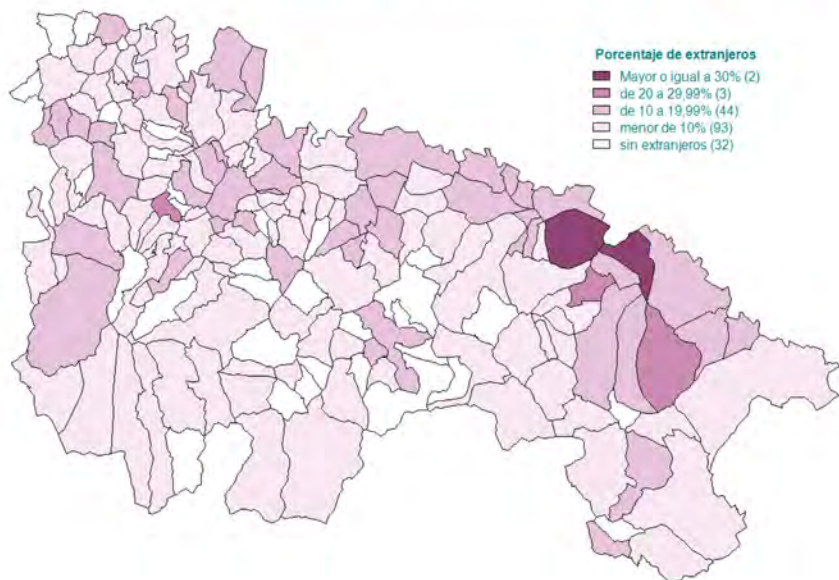 Porcentaje de extranjeros
Mayor o igual a 30% (2)
de 20 a 29,99% (3)
de 10 a 19,99% (44)
menor de 10% (93)
sin extranjeros (32)